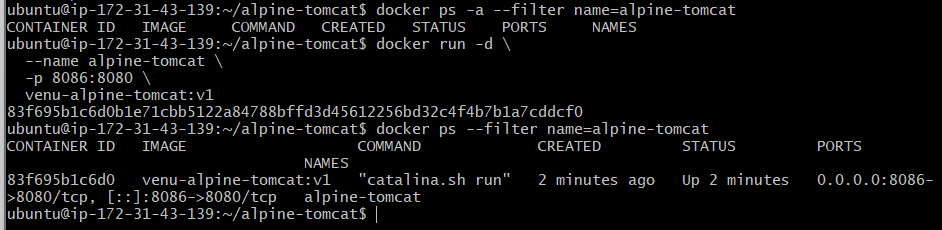 ubuntu@ip-172-31-43-139:~/alpine-tomcat$ docker ps -a --filter name=alpine-tomcat
CONTAINER ID   IMAGE     COMMAND   CREATED   STATUS    PORTS     NAMES
ubuntu@ip-172-31-43-139:~/alpine-tomcat$ docker run -d \
  --name alpine-tomcat \
  -p 8086:8080 \
  venu-alpine-tomcat:v1
83f695b1c6d0b1e71cbb5122a84788bffd3d45612256bd32c4f4b7b1a7cddcf0
ubuntu@ip-172-31-43-139:~/alpine-tomcat$ docker ps --filter name=alpine-tomcat
CONTAINER ID   IMAGE                   COMMAND             CREATED         STATUS         PORTS
                                 NAMES
83f695b1c6d0   venu-alpine-tomcat:v1   "catalina.sh run"   2 minutes ago   Up 2 minutes   0.0.0.0:8086-
>8080/tcp, [::]:8086->8080/tcp   alpine-tomcat
ubuntu@ip-172-31-43-139:~/alpine-tomcat$